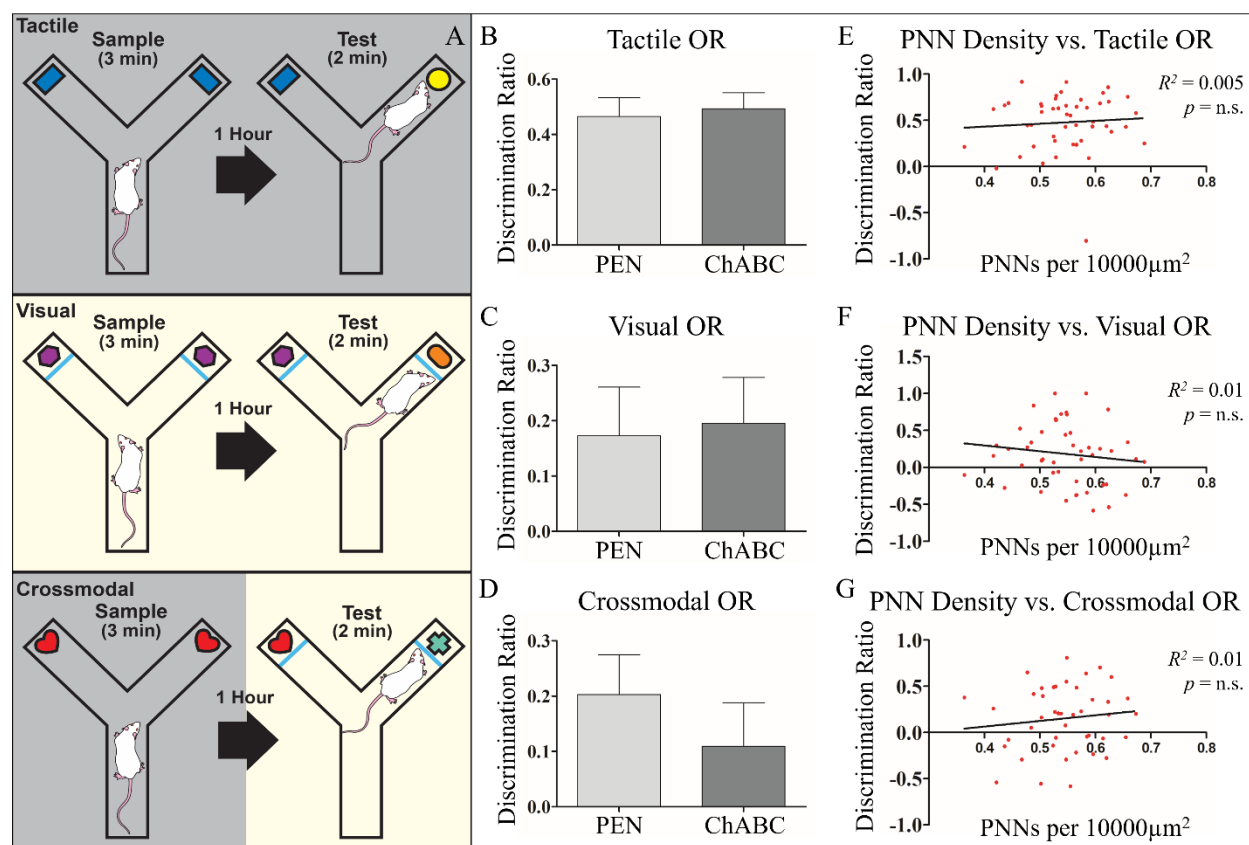 A
Tactile
Sample
(3 min)
Test
(2 min)
1 Hour
Visual
Sample
(3 min)
Test
(2 min)
1 Hour
Crossmodal
Sample
(3 min)
Test
(2 min)
1 Hour
B
Tactile OR
Discrimination Ratio
0.6
0.4
0.2
0.0
PEN
ChABC
C
Visual OR
Discrimination Ratio
0.3
0.2
0.1
0.0
PEN
ChABC
D
Crossmodal OR
Discrimination Ratio
0.3
0.2
0.1
0.0
PEN
ChABC
E
PNN Density vs. Tactile OR
R² = 0.005
p = n.s.
Discrimination Ratio
1.0
0.5
0.0
-0.5
-1.0
0.4 0.5 0.6 0.7 0.8
PNNs per 10000µm²
F
PNN Density vs. Visual OR
R² = 0.01
p = n.s.
Discrimination Ratio
1.5
1.0
0.5
0.0
-0.5
-1.0
0.4 0.5 0.6 0.7 0.8
PNNs per 10000µm²
G
PNN Density vs. Crossmodal OR
R² = 0.01
p = n.s.
Discrimination Ratio
1.0
0.5
0.0
-0.5
-1.0
0.4 0.5 0.6 0.7 0.8
PNNs per 10000µm²